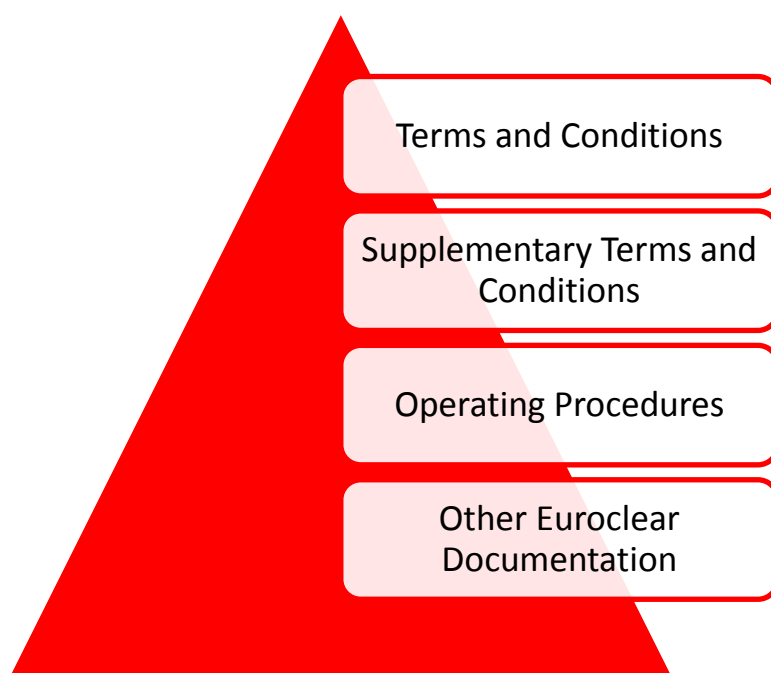 Terms and Conditions
Supplementary Terms and
Conditions
Operating Procedures
Other Euroclear
Documentation